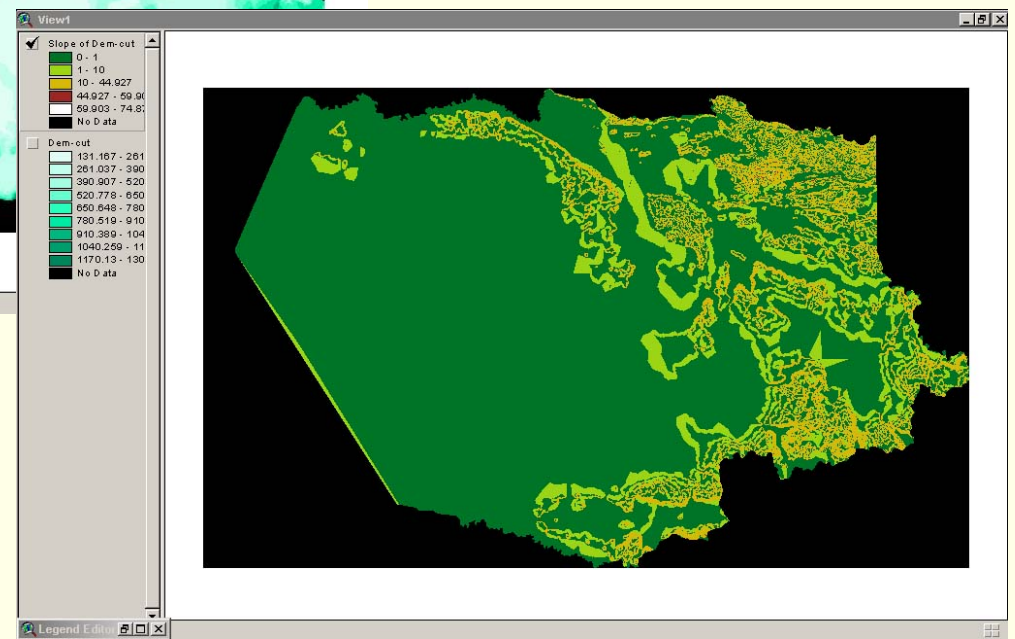 View1
Slope of Dem-cut
0 - 1
1 - 10
10 - 44.927
44.927 - 59.90
59.903 - 74.87
No Data
Dem-cut
131.167 - 261
261.037 - 390
390.907 - 520
520.778 - 650
650.648 - 780
780.519 - 910
910.389 - 104
1040.259 - 11
1170.13 - 130
No Data
Legend Editor